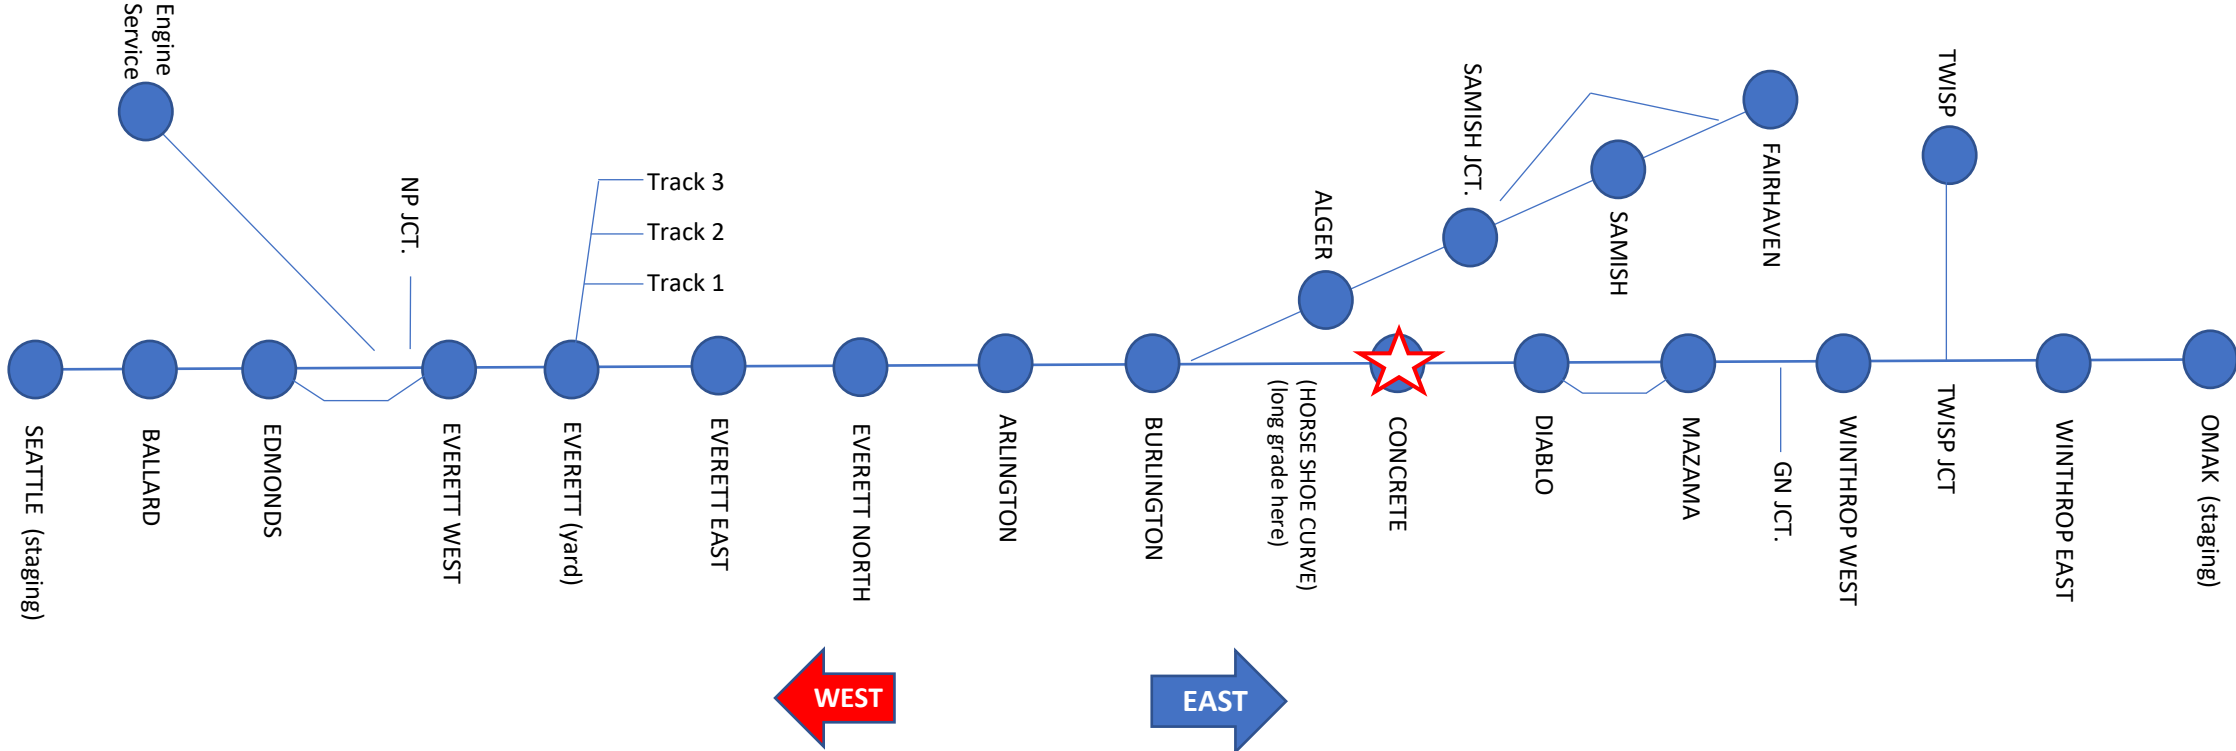 Engine
Service
NP JCT.
Track 3
Track 2
Track 1
ALGER
SAMISH JCT.
SAMISH
FAIRHAVEN
TWISP
SEATTLE (staging)
BALLARD
EDMONDS
EVERETT WEST
EVERETT (yard)
EVERETT EAST
EVERETT NORTH
ARLINGTON
BURLINGTON
(HORSE SHOE CURVE)
(long grade here)
CONCRETE
DIABLO
MAZAMA
GN JCT.
WINTHROP WEST
TWISP JCT
WINTHROP EAST
OMAK (staging)
WEST
EAST